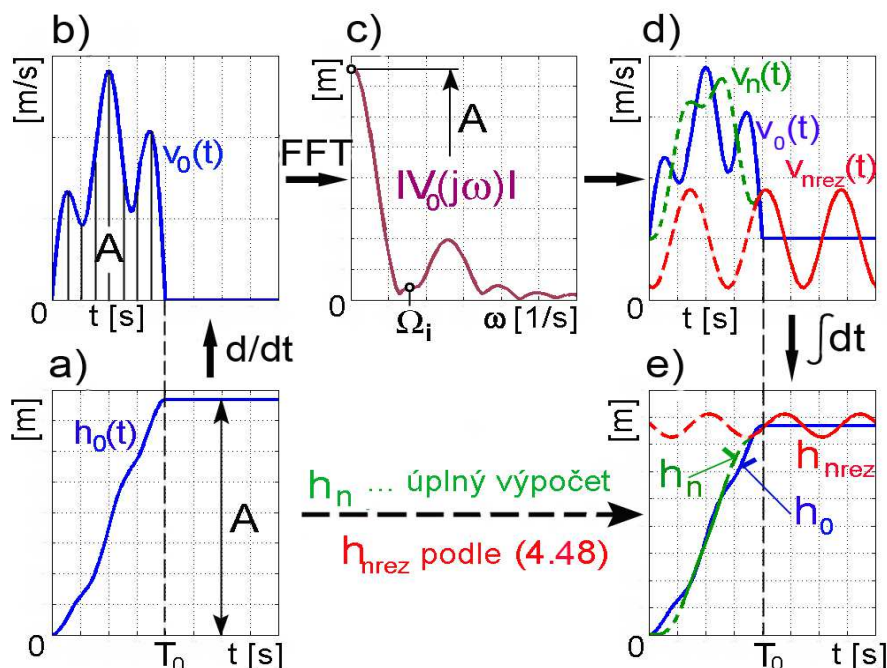 b)
[m/s]
v₀(t)
A
0
t [s]
FFT
c)
[m]
A
|V₀(jω)|
0
Ωᵢ
ω [1/s]
d)
[m/s]
vₙ(t)
v₀(t)
vₙᵣₑz(t)
0
t [s]
d/dt
∫dt
a)
[m]
h₀(t)
A
0
T₀
t [s]
hₙ ... úplný výpočet
hₙᵣₑz podle (4.48)
e)
[m]
hₙ
hₙᵣₑz
h₀
0
T₀
t [s]